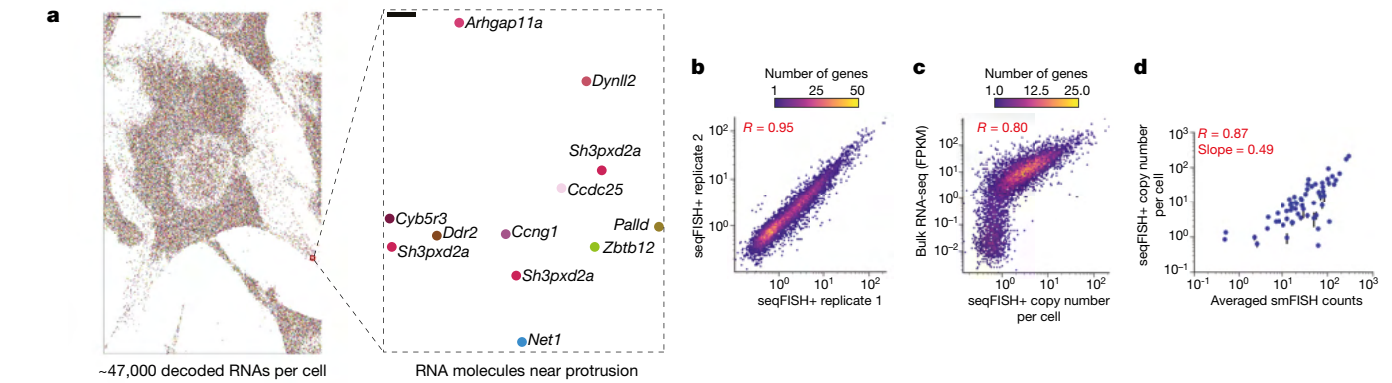 a
Arhgap11a
Dynll2
Sh3pxd2a
Ccdc25
Cyb5r3
Ddr2
Ccng1
Palld
Sh3pxd2a
Zbtb12
Sh3pxd2a
Net1
~47,000 decoded RNAs per cell
RNA molecules near protrusion
b
Number of genes
1 25 50
R = 0.95
10² 
10⁰
seqFISH+ replicate 2
10⁰ 10¹ 10²
seqFISH+ replicate 1
c
Number of genes
1.0 12.5 25.0
R = 0.80
10²
10¹
10⁰
10⁻¹
10⁻²
Bulk RNA-seq (FPKM)
10⁰ 10¹ 10²
seqFISH+ copy number
per cell
d
R = 0.87
Slope = 0.49
10³
10²
10¹
10⁰
10⁻¹
seqFISH+ copy number
per cell
10⁻¹ 10⁰ 10¹ 10² 10³
Averaged smFISH counts